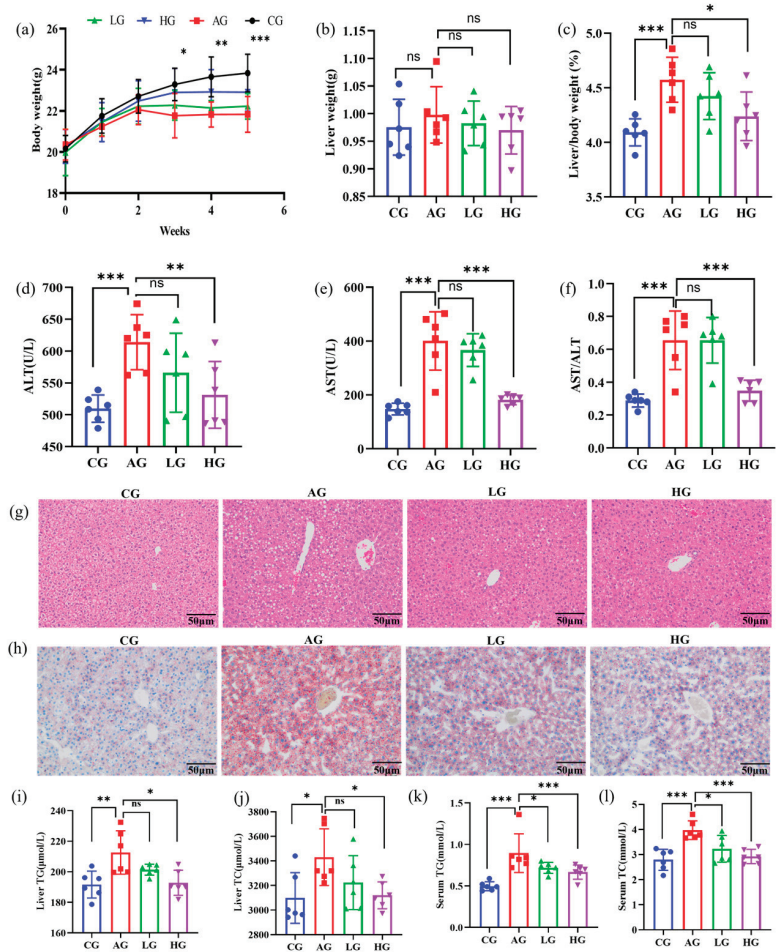 (a)
LG HG AG CG
* ** ***
Body weight(g)
26
24
22
20
18
0 2 4 6
Weeks
(b)
ns
ns
ns
Liver weight(g)
1.15
1.10
1.05
1.00
0.95
0.90
0.85
CG AG LG HG
(c)
*
*** ns
Liver/body weight (%)
5.0
4.5
4.0
3.5
CG AG LG HG
(d)
**
*** ns
ALT(U/L)
700
650
600
550
500
450
CG AG LG HG
(e)
*** ***
ns
AST(U/L)
600
400
200
0
CG AG LG HG
(f)
***
*** ns
AST/ALT
1.0
0.8
0.6
0.4
0.2
0.0
CG AG LG HG
(g)
CG AG LG HG
50μm 50μm 50μm 50μm
(h)
CG AG LG HG
50μm 50μm 50μm 50μm
(i)
** *
ns
Liver TG(μmol/L)
240
220
200
180
160
CG AG LG HG
(j)
* *
ns
Liver TC(μmol/L)
3800
3600
3400
3200
3000
2800
CG AG LG HG
(k)
***
*** *
Serum TG(mmol/L)
1.5
1.0
0.5
0.0
CG AG LG HG
(l)
*** ***
*
Serum TC(mmol/L)
6
5
4
3
2
1
0
CG AG LG HG